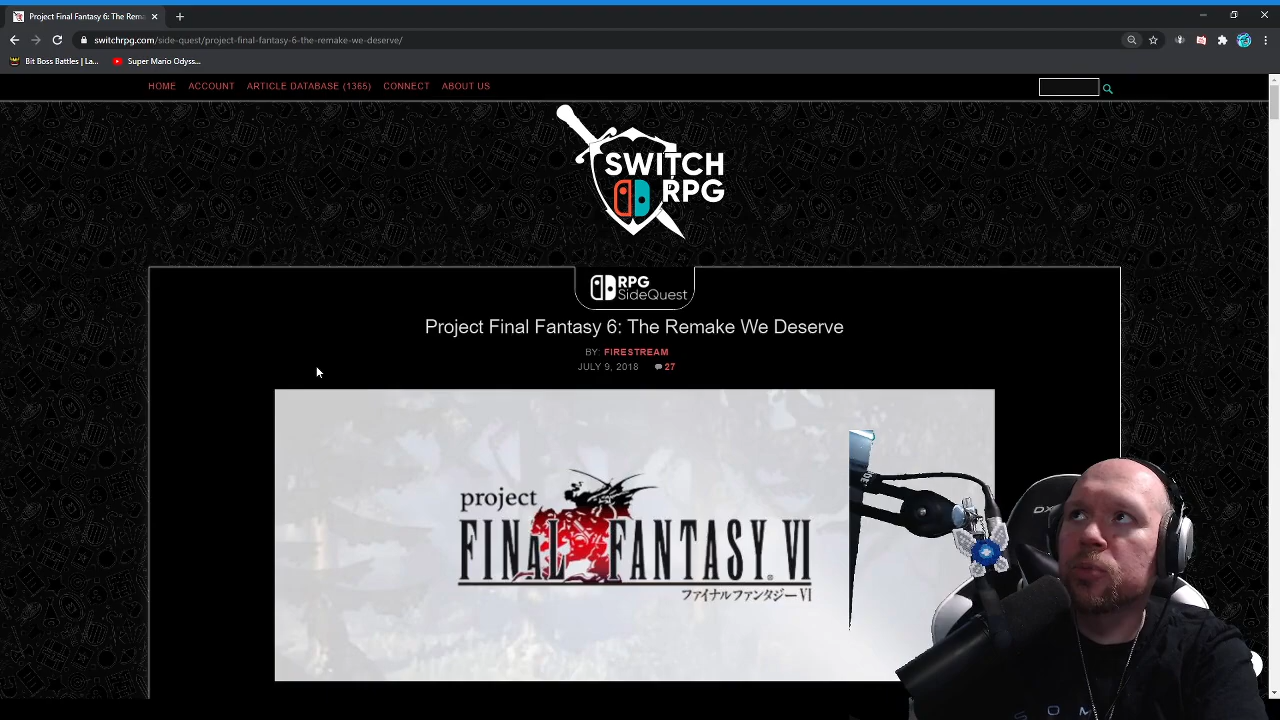 Project Final Fantasy 6: The Rema
switchrpg.com/side-quest/project-final-fantasy-6-the-remake-we-deserve/
Bit Boss Battles | La...
Super Mario Odyss...
HOME ACCOUNT ARTICLE DATABASE (1365) CONNECT ABOUT US
SWITCH
RPG
RPG
SideQuest
Project Final Fantasy 6: The Remake We Deserve
BY: FIRESTREAM
JULY 9, 2018 27
project
FINAL FANTASY VI
ファイナルファンタジーVI
DX